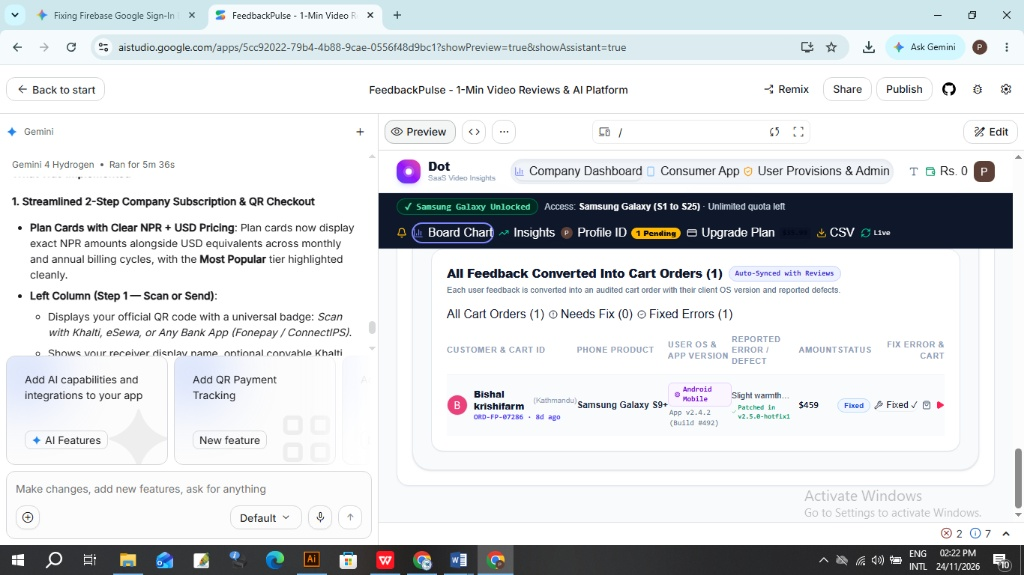 Fixing Firebase Google Sign-In
FeedbackPulse - 1-Min Video R
aistudio.google.com/apps/5cc92022-79b4-4b88-9cae-0556f48d9bc1?showPreview=true&showAssistant=true
Ask Gemini
P
Back to start
FeedbackPulse - 1-Min Video Reviews & AI Platform
Remix
Share
Publish
Gemini
Preview
/
Edit
Gemini 4 Hydrogen • Ran for 5m 36s
1. Streamlined 2-Step Company Subscription & QR Checkout
• Plan Cards with Clear NPR + USD Pricing: Plan cards now display
exact NPR amounts alongside USD equivalents across monthly
and annual billing cycles, with the Most Popular tier highlighted
cleanly.
• Left Column (Step 1 — Scan or Send):
Displays your official QR code with a universal badge: Scan
with Khalti, eSewa, or Any Bank App (Fonepay / ConnectIPS).
Shows your receiver display name, optional copyable Khalti
Add AI capabilities and
integrations to your app
AI Features
Add QR Payment
Tracking
New feature
Make changes, add new features, ask for anything
Default
Dot
SaaS Video Insights
Company Dashboard
Consumer App
User Provisions & Admin
Rs. 0
P
✓ Samsung Galaxy Unlocked
Access: Samsung Galaxy (S1 to S25) · Unlimited quota left
Board Chart
Insights
P Profile ID
1 Pending
Upgrade Plan
CSV
Live
All Feedback Converted Into Cart Orders (1)
Auto-Synced with Reviews
Each user feedback is converted into an audited cart order with their client OS version and reported defects.
All Cart Orders (1)
Needs Fix (0)
Fixed Errors (1)
CUSTOMER & CART ID
PHONE PRODUCT
USER OS &
APP VERSION
REPORTED
ERROR /
DEFECT
AMOUNT
STATUS
FIX ERROR &
CART
B
Bishal
krishifarm
(Kathmandu)
ORD-FP-07286 · 8d ago
Samsung Galaxy S9+
Android
Mobile
App v2.4.2
(Build #492)
Slight warmth...
Patched in
v2.5.0-hotfix1
$459
Fixed
Fixed ✓
Activate Windows
Go to Settings to activate Windows.
2
7
ENG
INTL
02:22 PM
24/11/2026
10